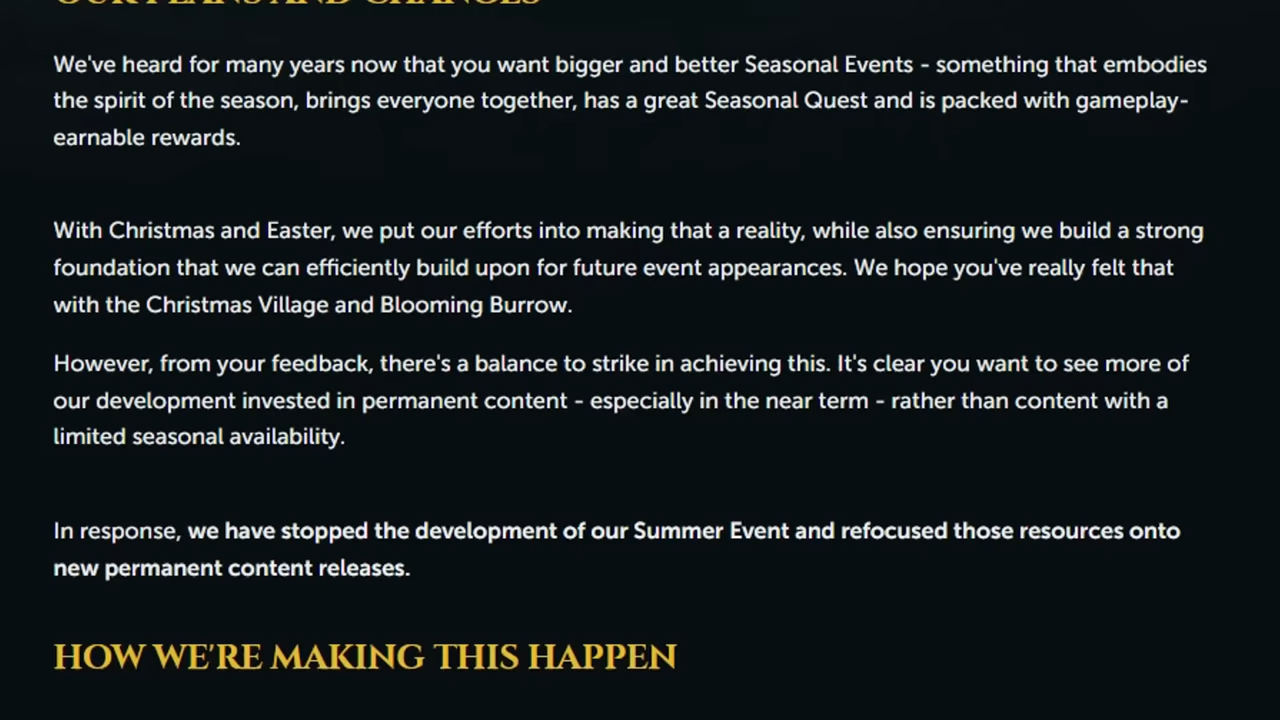 OUR PLANS AND CHANGES
We've heard for many years now that you want bigger and better Seasonal Events - something that embodies
the spirit of the season, brings everyone together, has a great Seasonal Quest and is packed with gameplay-
earnable rewards.
With Christmas and Easter, we put our efforts into making that a reality, while also ensuring we build a strong
foundation that we can efficiently build upon for future event appearances. We hope you've really felt that
with the Christmas Village and Blooming Burrow.
However, from your feedback, there's a balance to strike in achieving this. It's clear you want to see more of
our development invested in permanent content - especially in the near term - rather than content with a
limited seasonal availability.
In response, we have stopped the development of our Summer Event and refocused those resources onto
new permanent content releases.
HOW WE'RE MAKING THIS HAPPEN